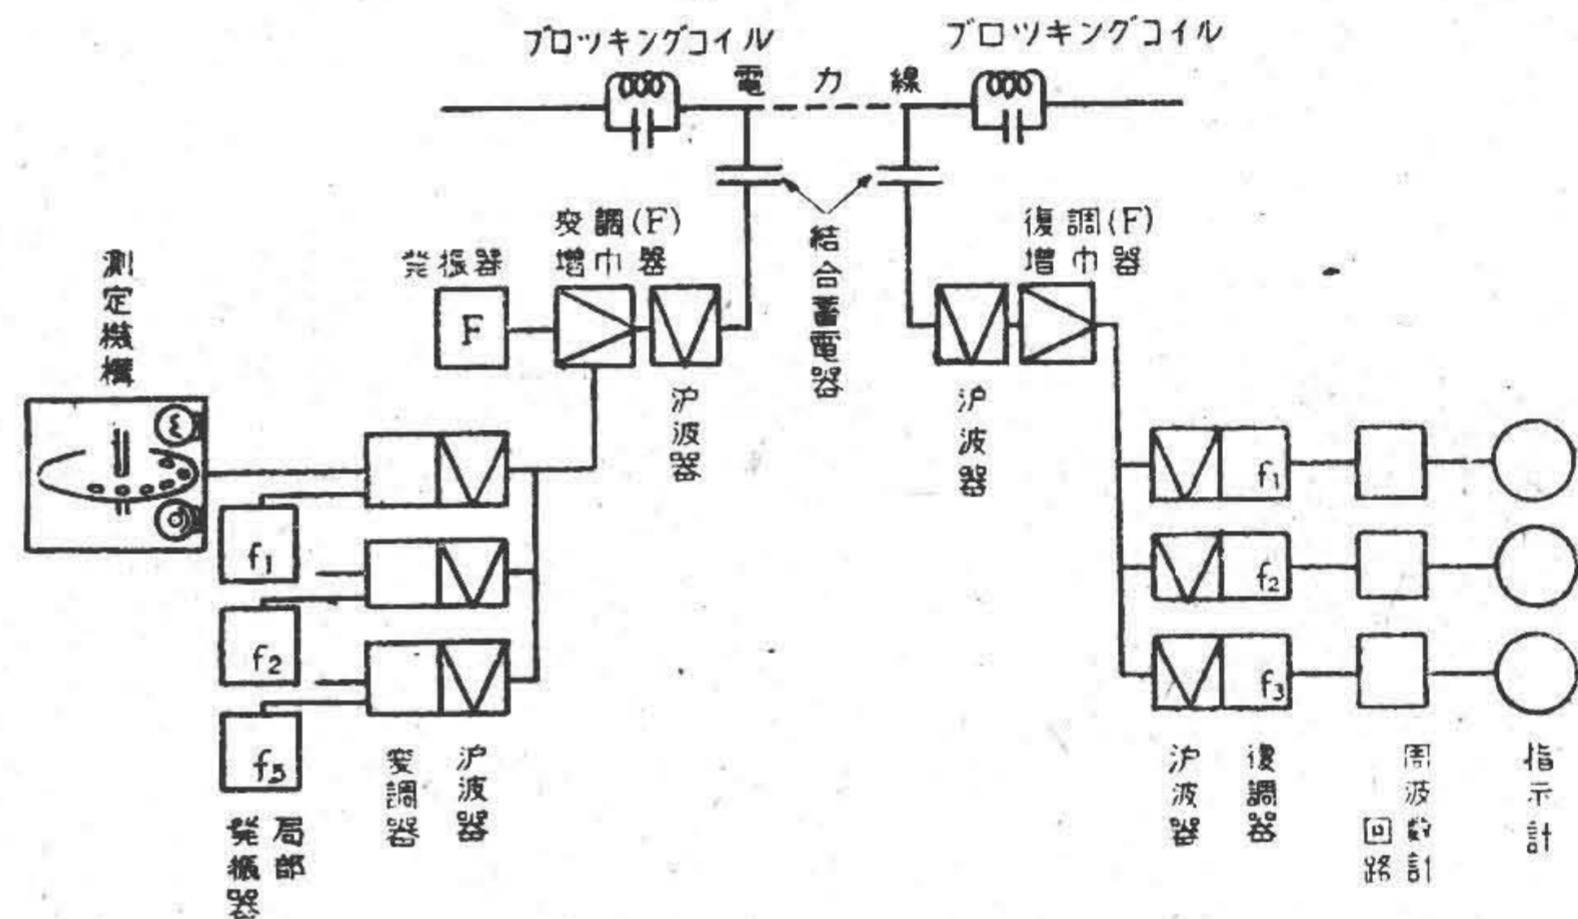 ブロツキングコイル
ブロツキングコイル
電力線
変調(F)
増巾器
復調(F)
増巾器
発振器
結合蓄電器
測定機構
F
沪波器
沪波器
f1
f2
f3
f1
f2
f3
変調器
沪波器
沪波器
復調器
周波数計
回路
指示計
局部
発振器